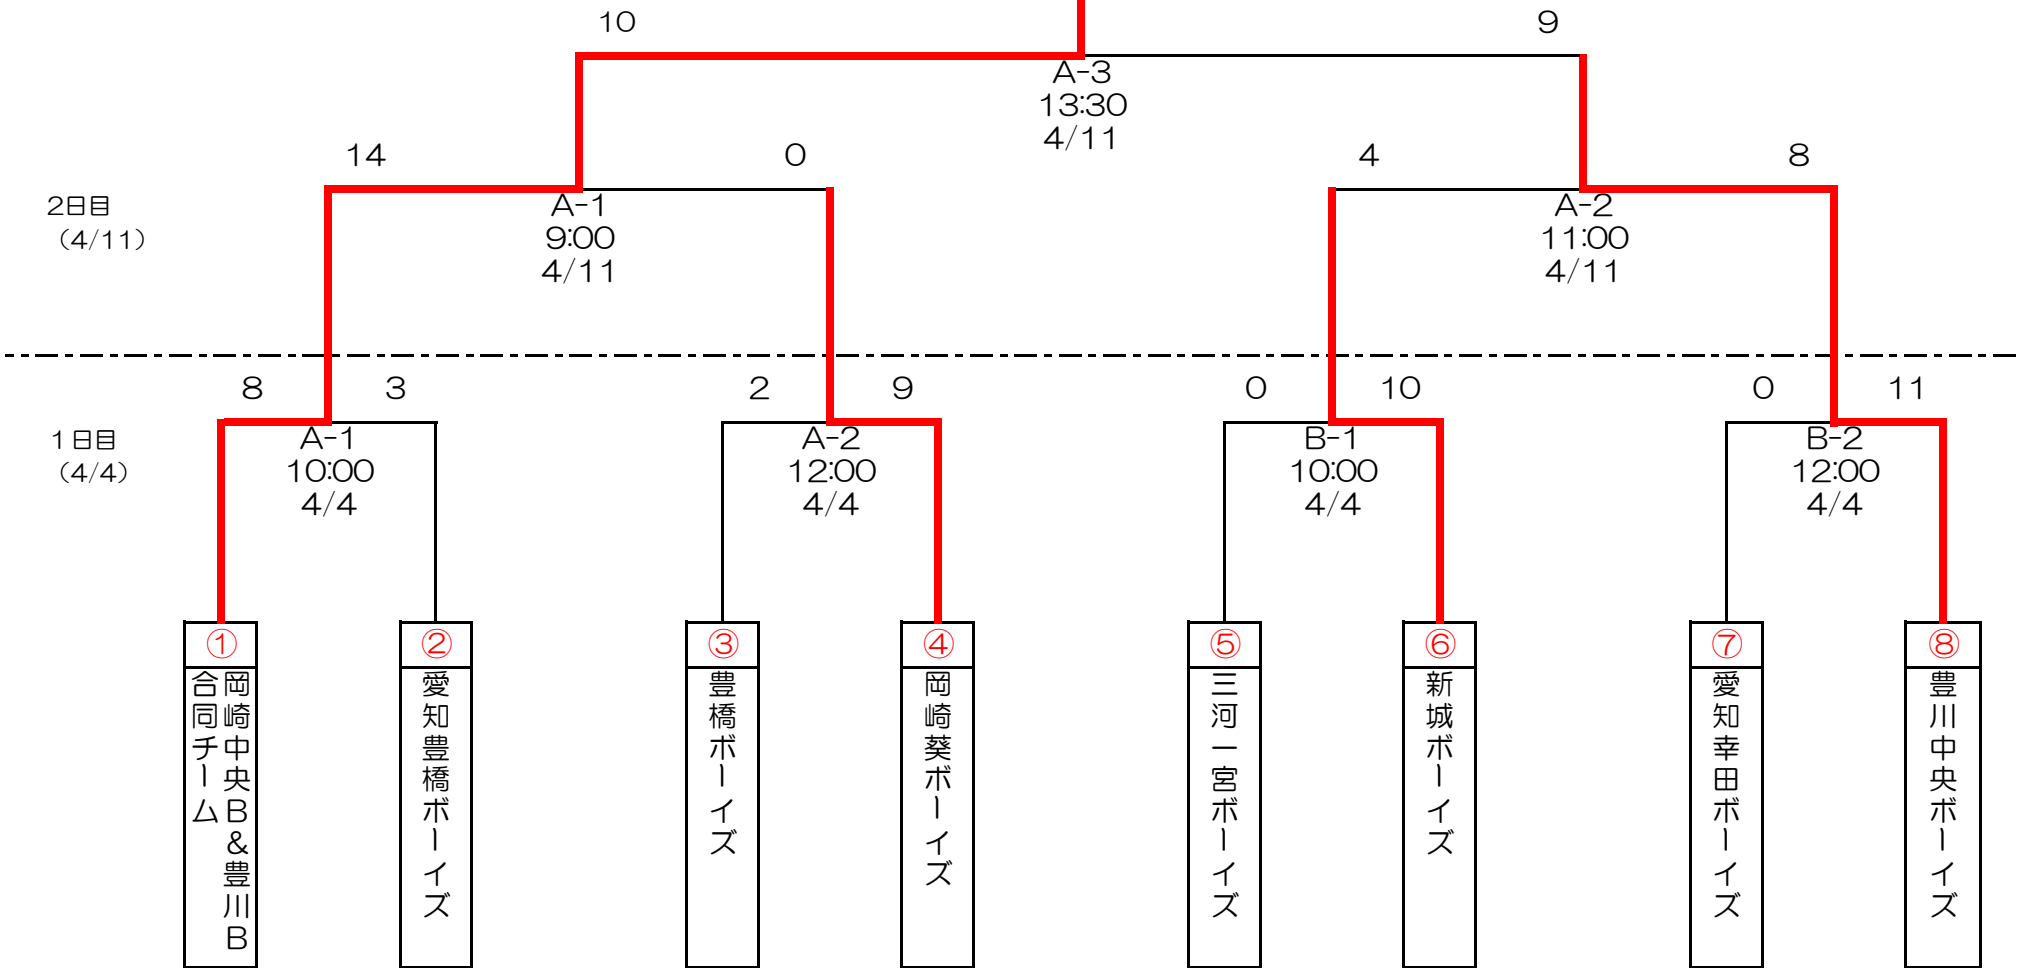 10
9
A-3
13:30
4/11
14
0
4
8
2日目
（4/11）
A-1
9:00
4/11
A-2
11:00
4/11
8
3
2
9
0
10
0
11
1日目
（4/4）
A-1
10:00
4/4
A-2
12:00
4/4
B-1
10:00
4/4
B-2
12:00
4/4
①
岡崎中央B&豊川B
合同チーム
②
愛知豊橋ボーイズ
③
豊橋ボーイズ
④
岡崎葵ボーイズ
⑤
三河一宮ボーイズ
⑥
新城ボーイズ
⑦
愛知幸田ボーイズ
⑧
豊川中央ボーイズ